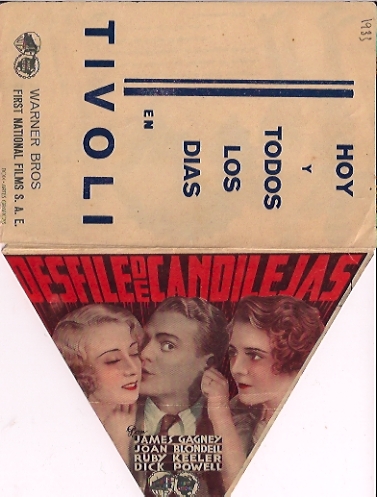 1933
HOY
Y
TODOS
LOS
DIAS
EN
TIVOLI
WARNER BROS
FIRST NATIONAL FILMS S. A. E.
DESFILE DE CANDILEJAS
JAMES GAGNEY
JOAN BLONDELL
RUBY KEELER
DICK POWELL